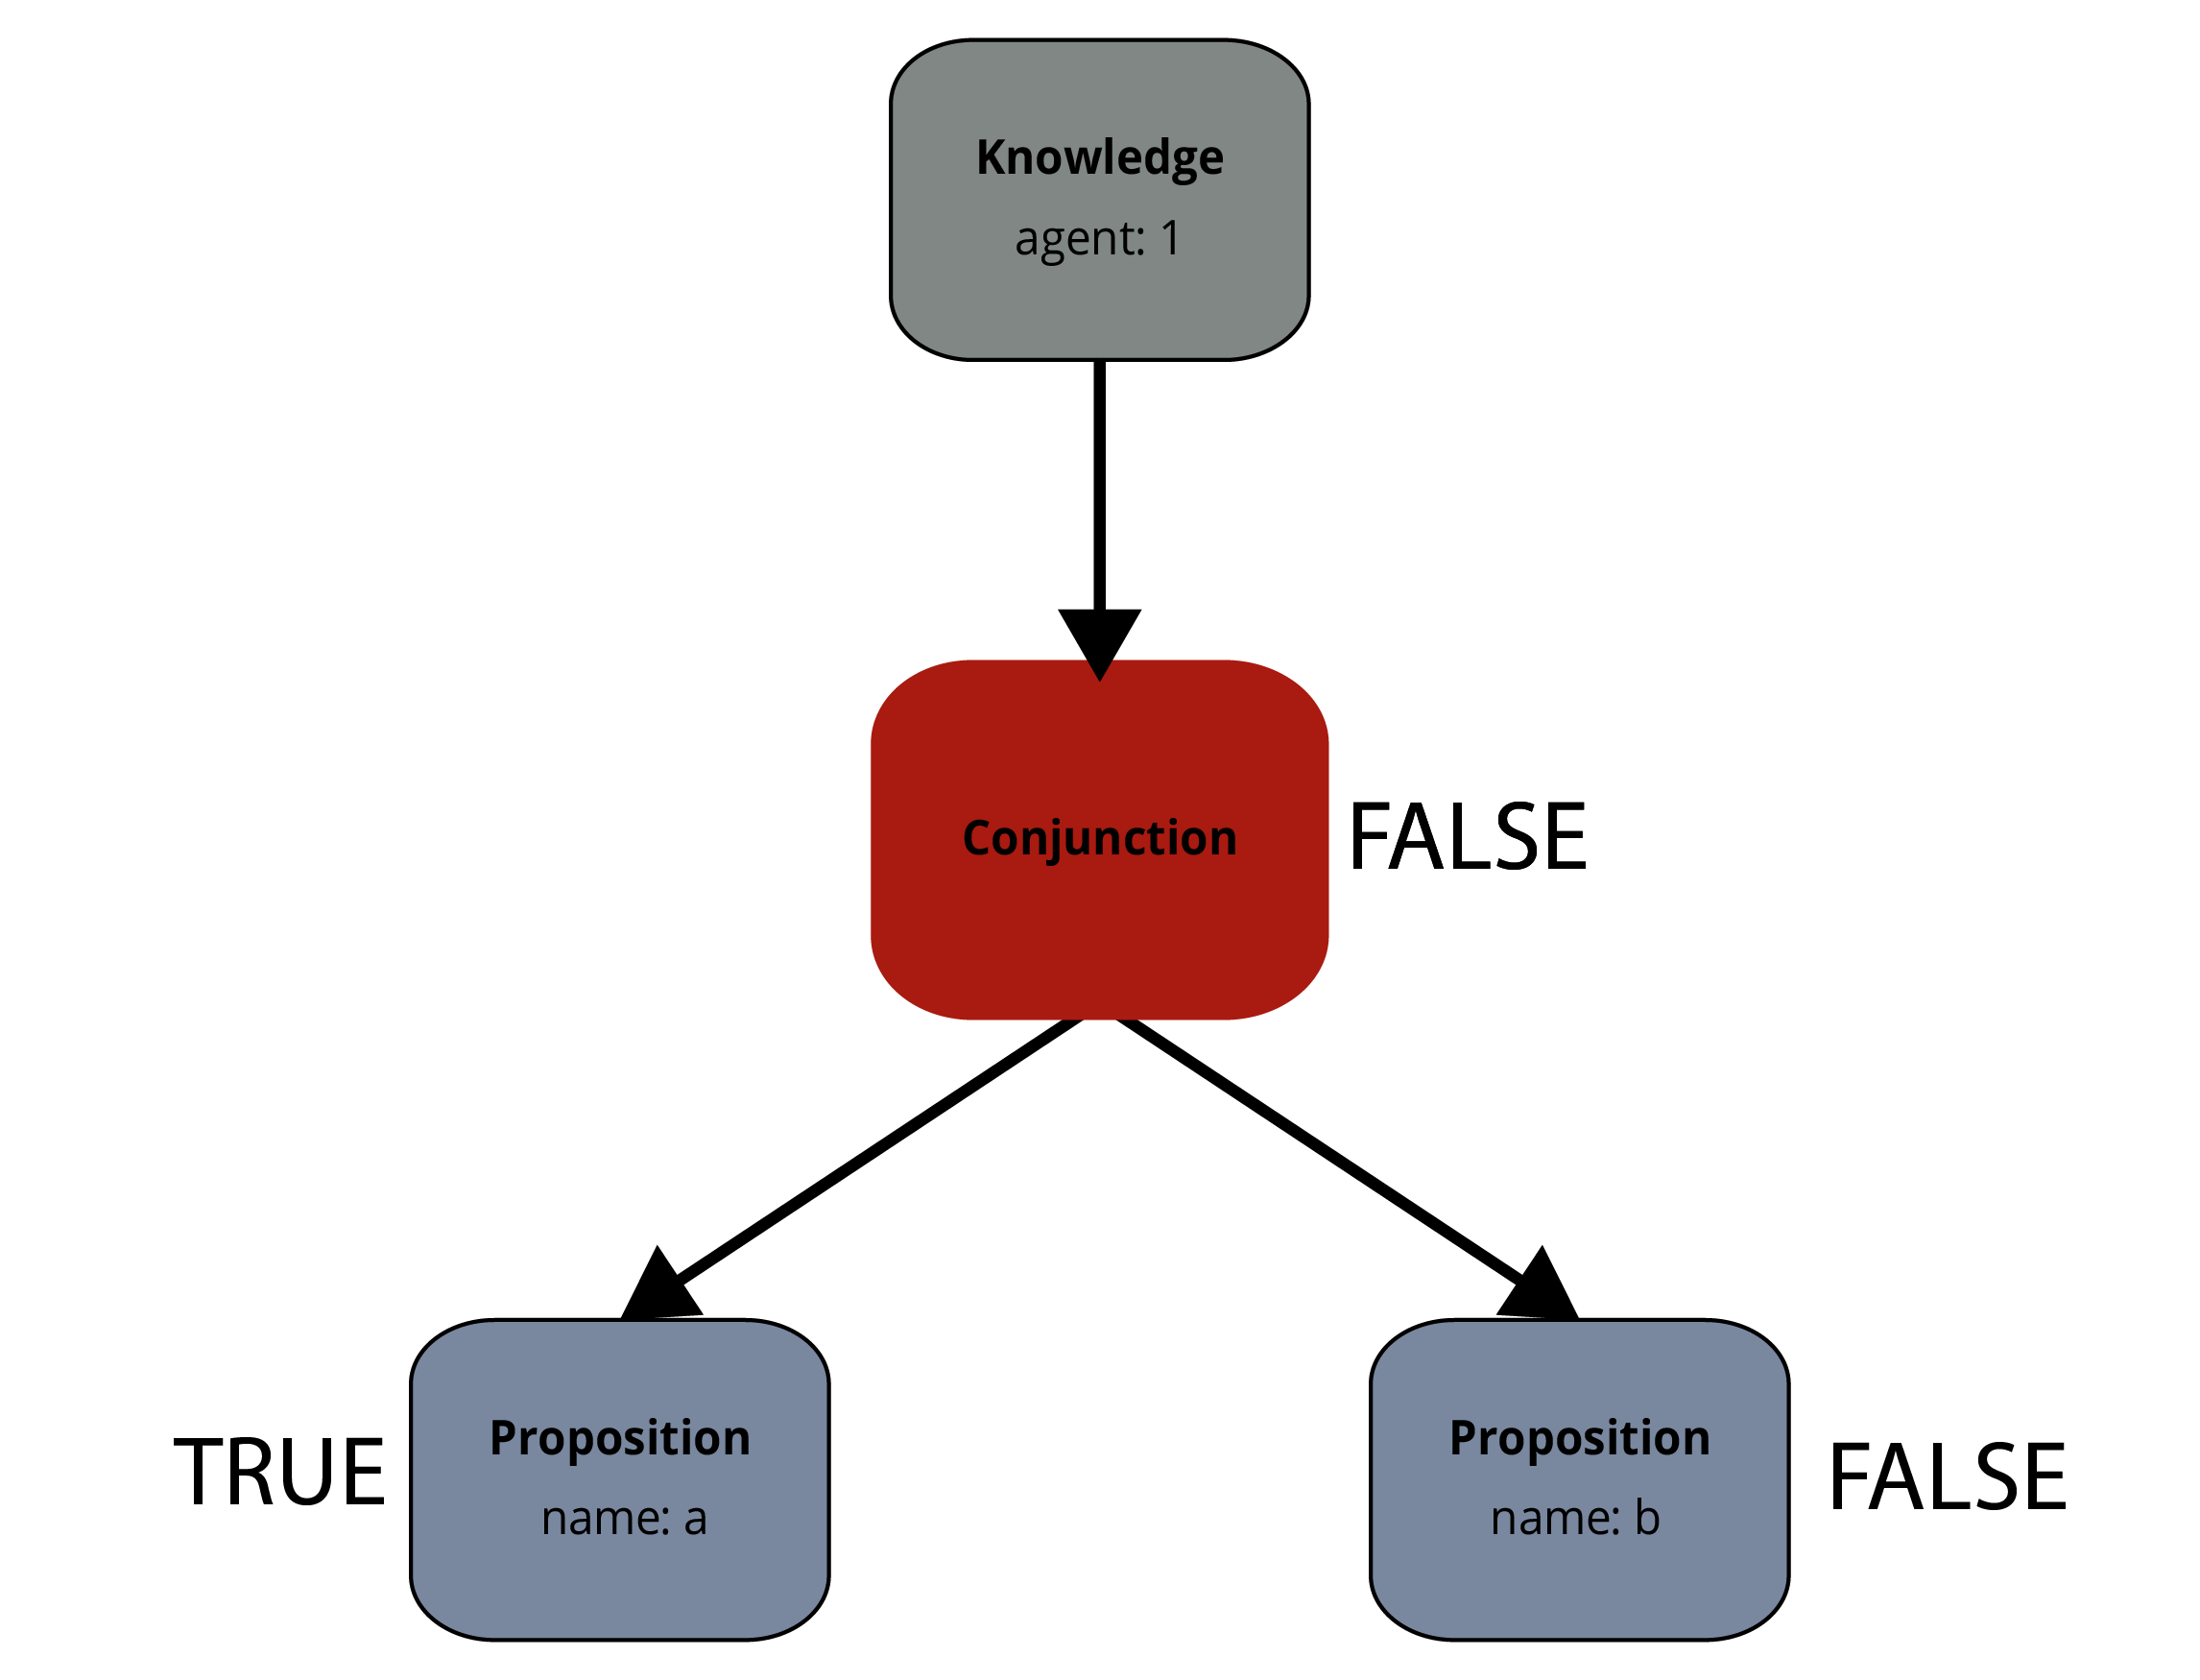 Knowledge
agent: 1
Conjunction
FALSE
TRUE
Proposition
name: a
Proposition
name: b
FALSE